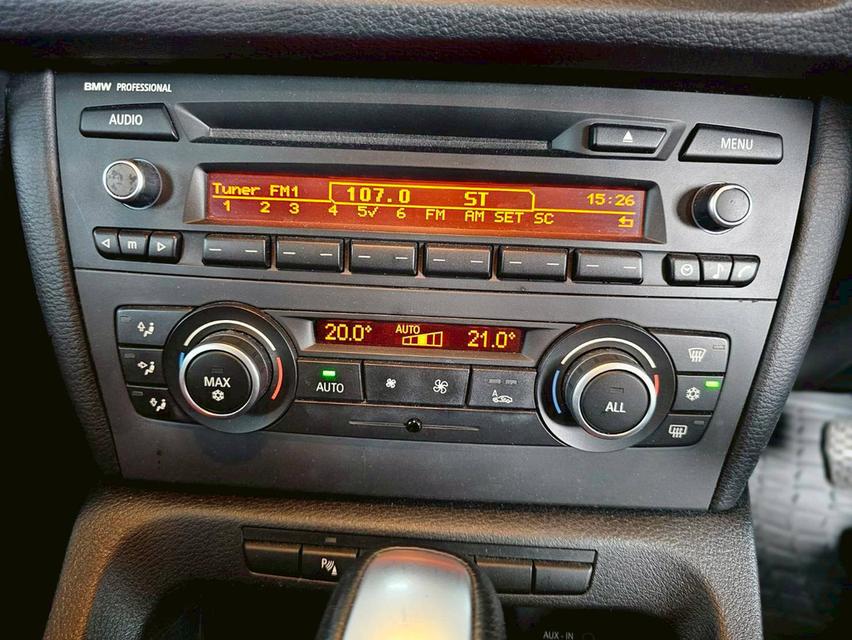 BMW PROFESSIONAL
AUDIO
MENU
Tuner FM1 107.0 ST 15:26
1 2 3 4 5✓ 6 FM AM SET SC
m
20.0° AUTO 21.0°
MAX
AUTO
A
ALL
P
AUX-IN